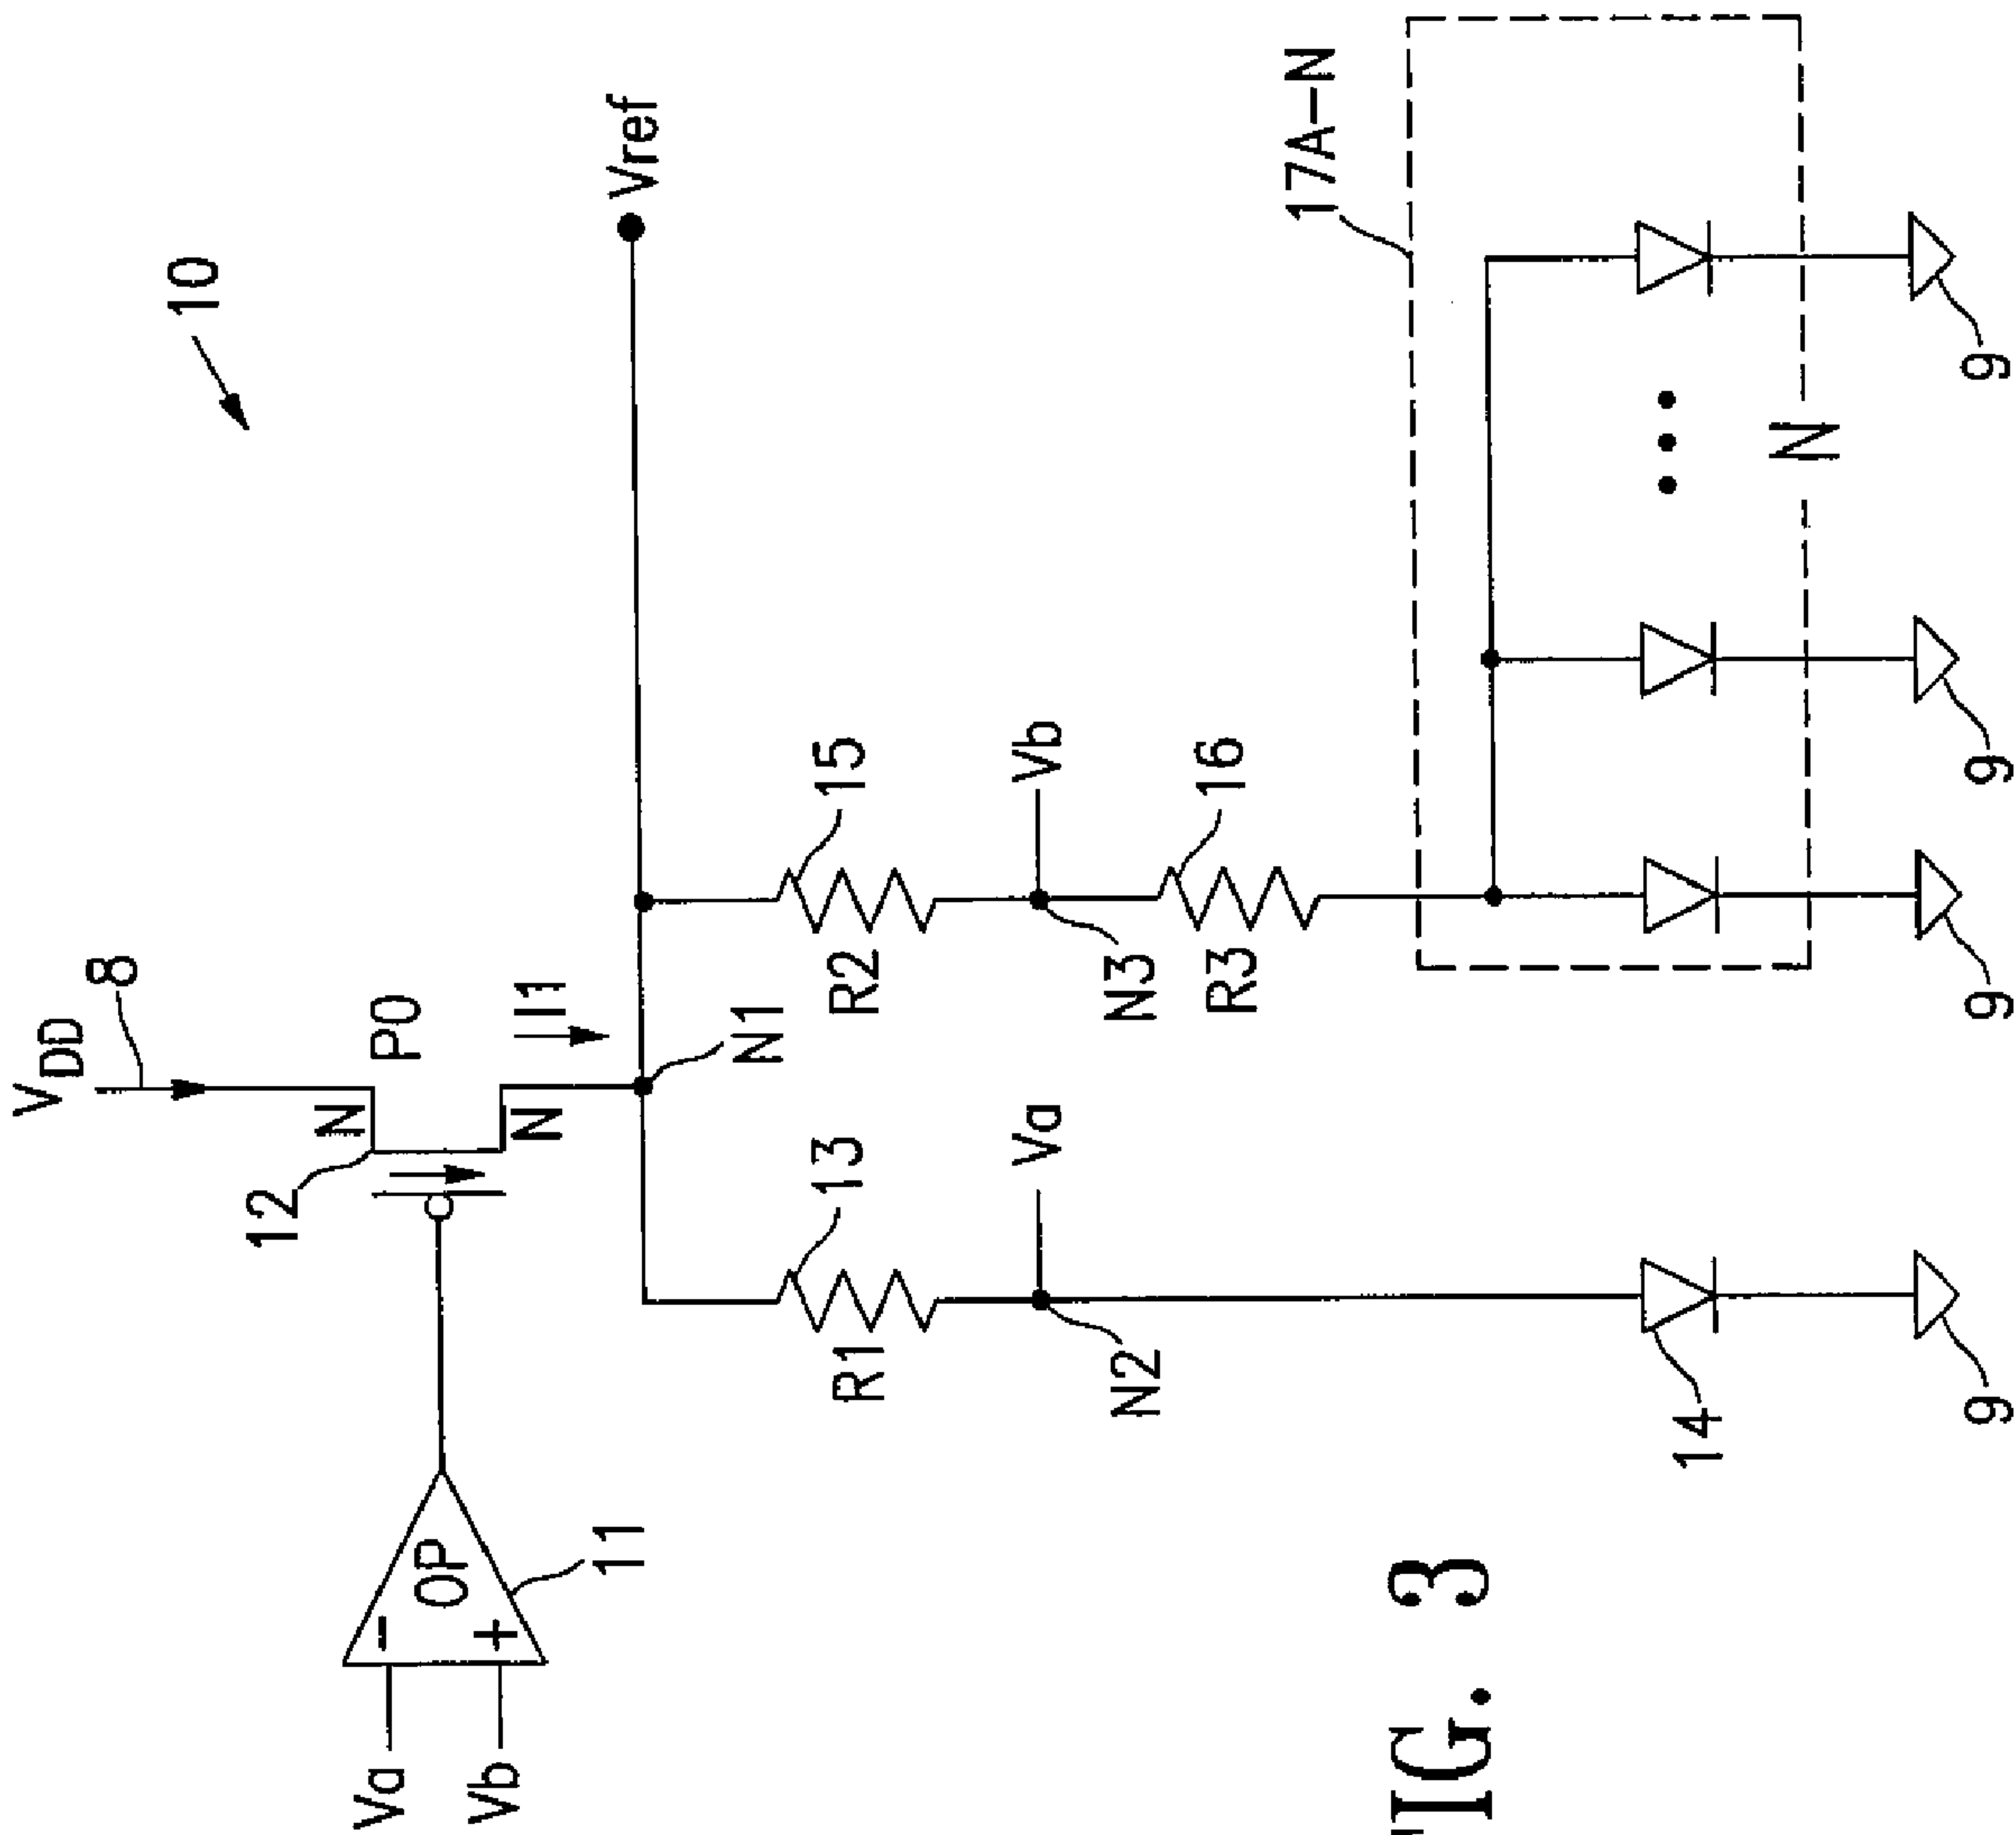 10
VDD
8
12
N
P0
N
I1
Va
Vb
-
+
OP
11
N1
Vref
R1
13
R2
15
Va
N2
Vb
N3
R3
16
17A-N
14
N
9
9
9
9
FIG. 3